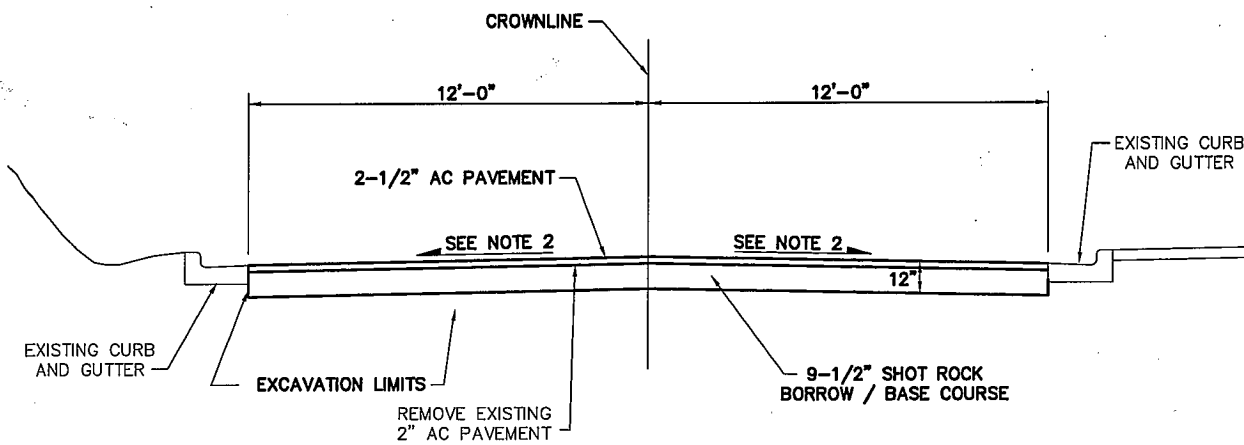 CROWNLINE
12'-0"
12'-0"
EXISTING CURB
AND GUTTER
2-1/2" AC PAVEMENT
SEE NOTE 2
SEE NOTE 2
12"
EXISTING CURB
AND GUTTER
EXCAVATION LIMITS
REMOVE EXISTING
2" AC PAVEMENT
9-1/2" SHOT ROCK
BORROW / BASE COURSE